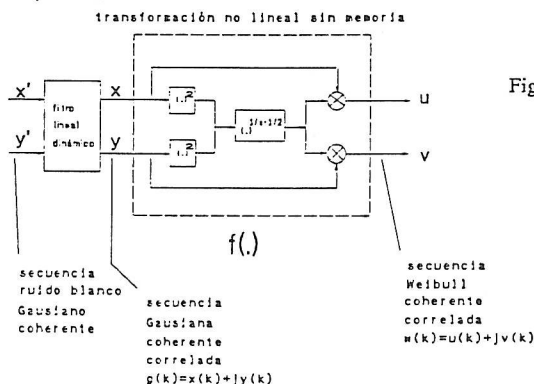 transformación no lineal sin memoria
x'
x
u
y'
y
v
filtro
lineal
dinámico
(.)²
(.)²
(.)^1/a-1/2
Fig
f(.)
secuencia
ruido blanco
Gausiano
coherente
secuencia
Gausiana
coherente
correlada
g(k)=x(k)+jy(k)
secuencia
Weibull
coherente
correlada
w(k)=u(k)+jv(k)